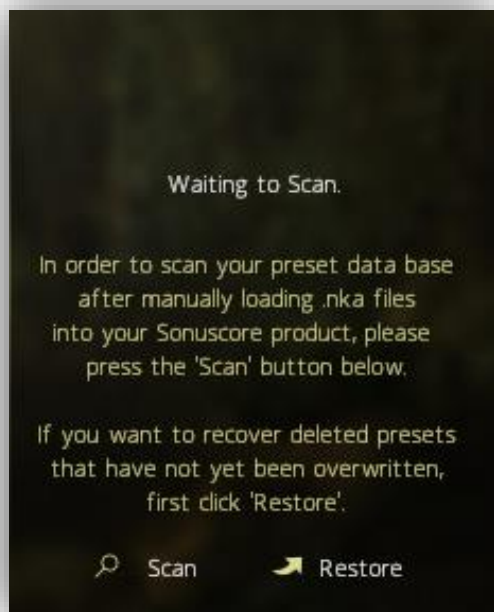 Waiting to Scan.
In order to scan your preset data base
after manually loading .nka files
into your Sonuscore product, please
press the 'Scan' button below.
If you want to recover deleted presets
that have not yet been overwritten,
first click 'Restore'.
Scan Restore